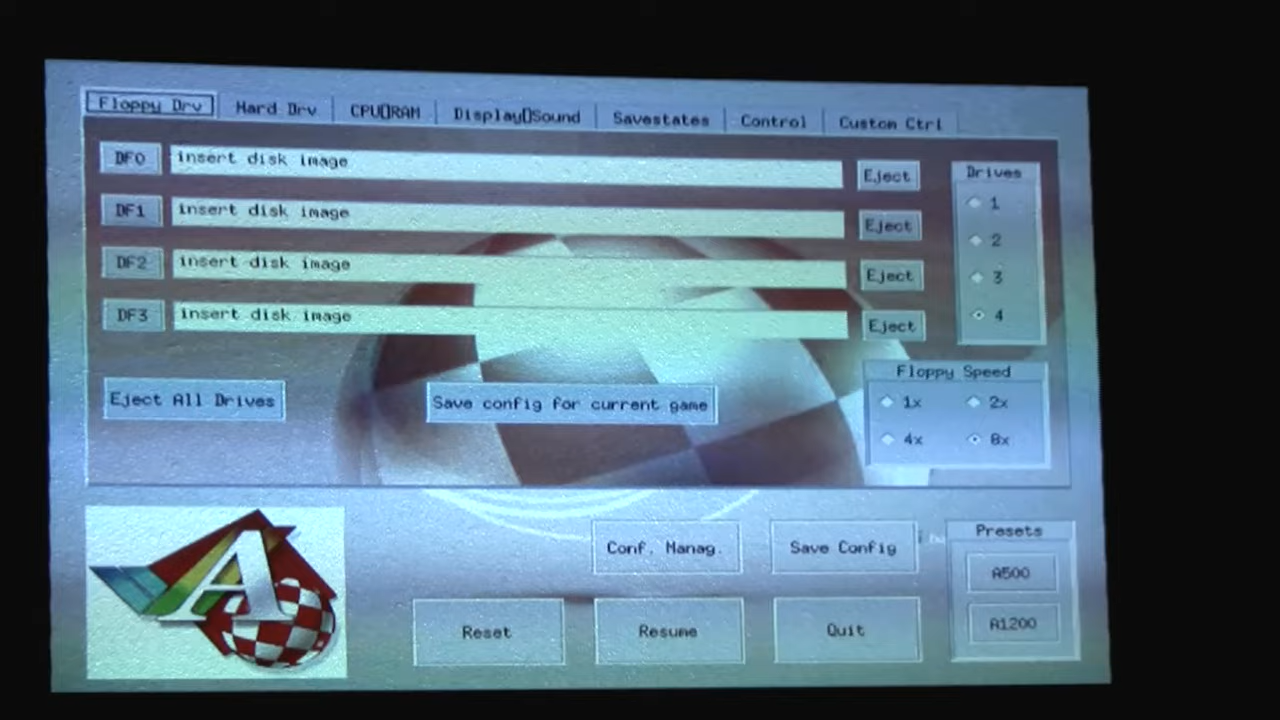 Floppy Drv Hard Drv CPU▯RAM Display▯Sound Savestates Control Custom Ctrl
DF0 insert disk image Eject
DF1 insert disk image Eject
DF2 insert disk image Eject
DF3 insert disk image Eject
Drives
1
2
3
4
Eject All Drives
Save config for current game
Floppy Speed
1x 2x
4x 8x
A
Conf. Manag. Save Config
Reset Resume Quit
Presets
A500
A1200